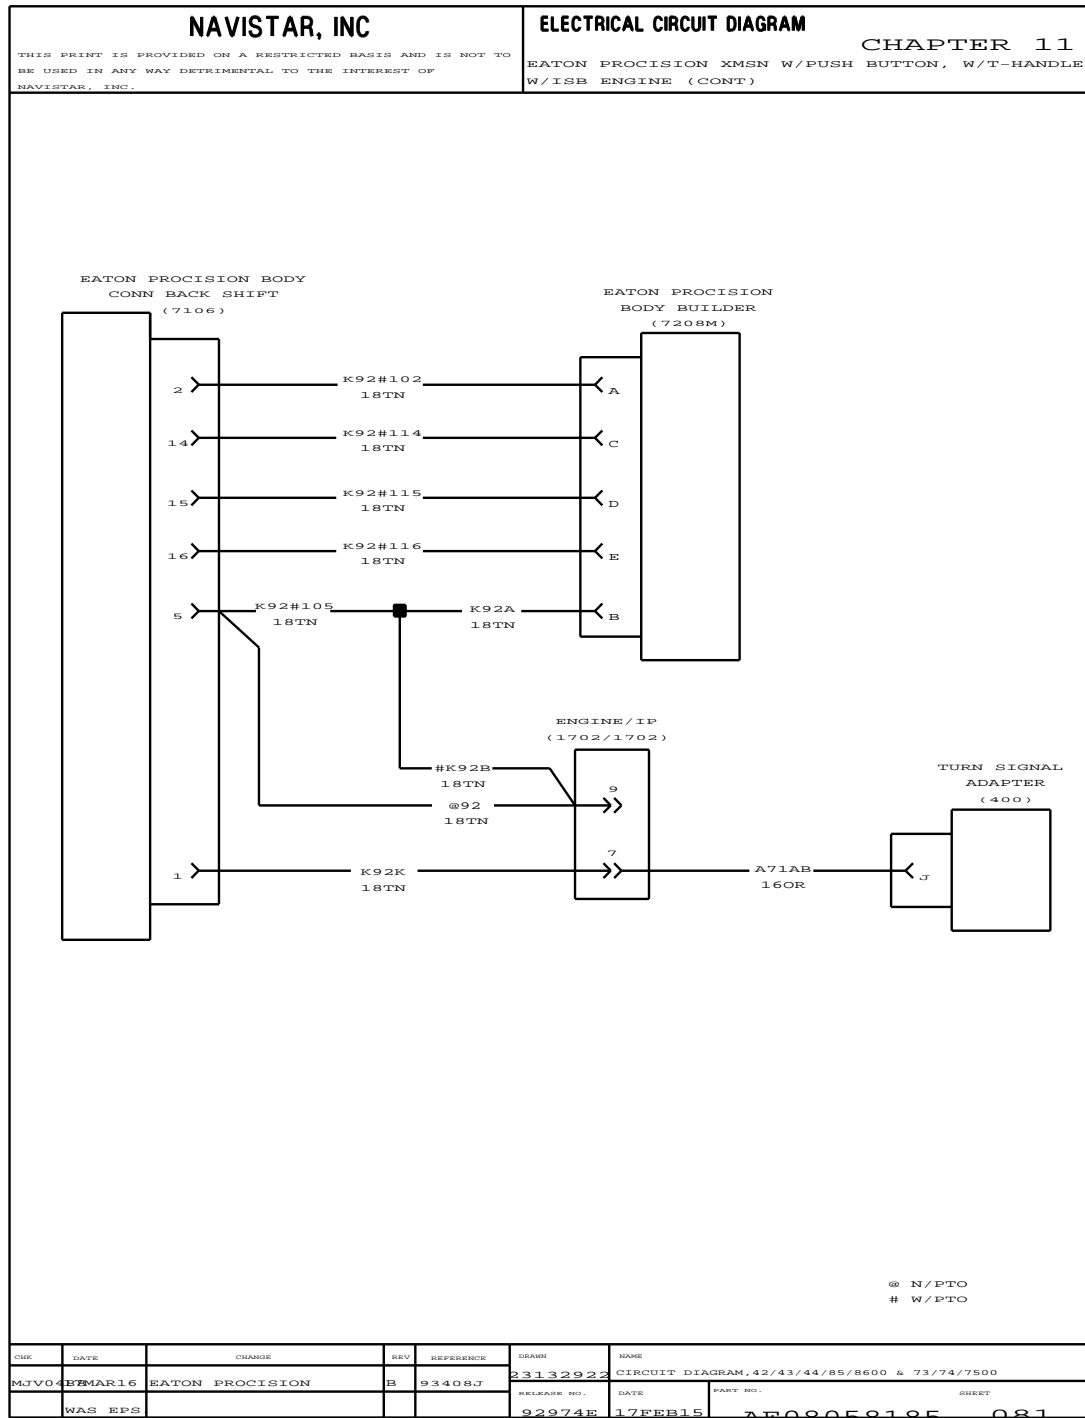 NAVISTAR, INC
THIS PRINT IS PROVIDED ON A RESTRICTED BASIS AND IS NOT TO
BE USED IN ANY WAY DETRIMENTAL TO THE INTEREST OF
NAVISTAR, INC.
ELECTRICAL CIRCUIT DIAGRAM
CHAPTER 11
EATON PROCISION XMSN W/PUSH BUTTON, W/T-HANDLE
W/ISB ENGINE (CONT)
EATON PROCISION BODY
CONN BACK SHIFT
(7106)
EATON PROCISION
BODY BUILDER
(7208M)
2
K92#102
18TN
A
14
K92#114
18TN
C
15
K92#115
18TN
D
16
K92#116
18TN
E
5
K92#105
18TN
K92A
18TN
B
ENGINE/IP
(1702/1702)
#K92B
18TN
9
@92
18TN
TURN SIGNAL
ADAPTER
(400)
1
K92K
18TN
7
A71AB
16OR
J
@ N/PTO
# W/PTO
CHK DATE CHANGE REV REFERENCE
MAR16 EATON PROCISION B 93408J
WAS EPS
DRAWN
23132922
NAME
CIRCUIT DIAGRAM,42/43/44/85/8600 & 73/74/7500
RELEASE NO.
92974E
DATE
17FEB15
PART NO.
AF08058185
SHEET
081